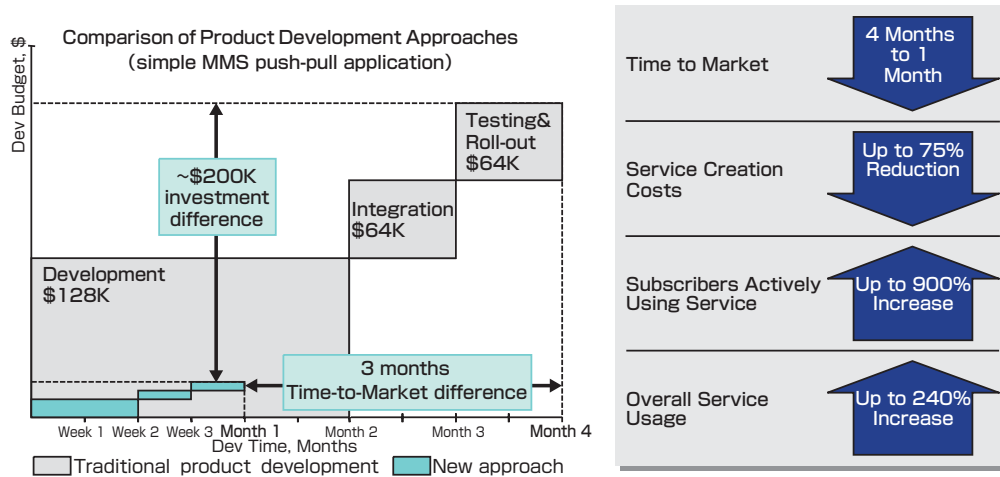 Comparison of Product Development Approaches
(simple MMS push-pull application)
Dev Budget, $
Testing&
Roll-out
$64K
~$200K
investment
difference
Integration
$64K
Development
$128K
3 months
Time-to-Market difference
Week 1 Week 2 Week 3 Month 1 Month 2 Month 3 Month 4
Dev Time, Months
Traditional product development New approach
Time to Market
4 Months
to 1
Month
Service Creation
Costs
Up to 75%
Reduction
Subscribers Actively
Using Service
Up to 900%
Increase
Overall Service
Usage
Up to 240%
Increase